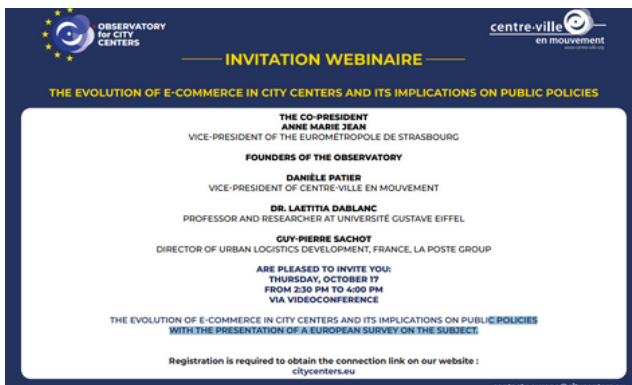 OBSERVATORY
for CITY
CENTERS
centre-ville
en mouvement
www.centre-ville.org
INVITATION WEBINAIRE
THE EVOLUTION OF E-COMMERCE IN CITY CENTERS AND ITS IMPLICATIONS ON PUBLIC POLICIES
THE CO-PRESIDENT
ANNE MARIE JEAN
VICE-PRESIDENT OF THE EUROMÉTROPOLE DE STRASBOURG
FOUNDERS OF THE OBSERVATORY
DANIÈLE PATIER
VICE-PRESIDENT OF CENTRE-VILLE EN MOUVEMENT
DR. LAETITIA DABLANC
PROFESSOR AND RESEARCHER AT UNIVERSITÉ GUSTAVE EIFFEL
GUY-PIERRE SACHOT
DIRECTOR OF URBAN LOGISTICS DEVELOPMENT, FRANCE, LA POSTE GROUP
ARE PLEASED TO INVITE YOU:
THURSDAY, OCTOBER 17
FROM 2:30 PM TO 4:00 PM
VIA VIDEOCONFERENCE
THE EVOLUTION OF E-COMMERCE IN CITY CENTERS AND ITS IMPLICATIONS ON PUBLIC POLICIES
WITH THE PRESENTATION OF A EUROPEAN SURVEY ON THE SUBJECT.
Registration is required to obtain the connection link on our website :
citycenters.eu